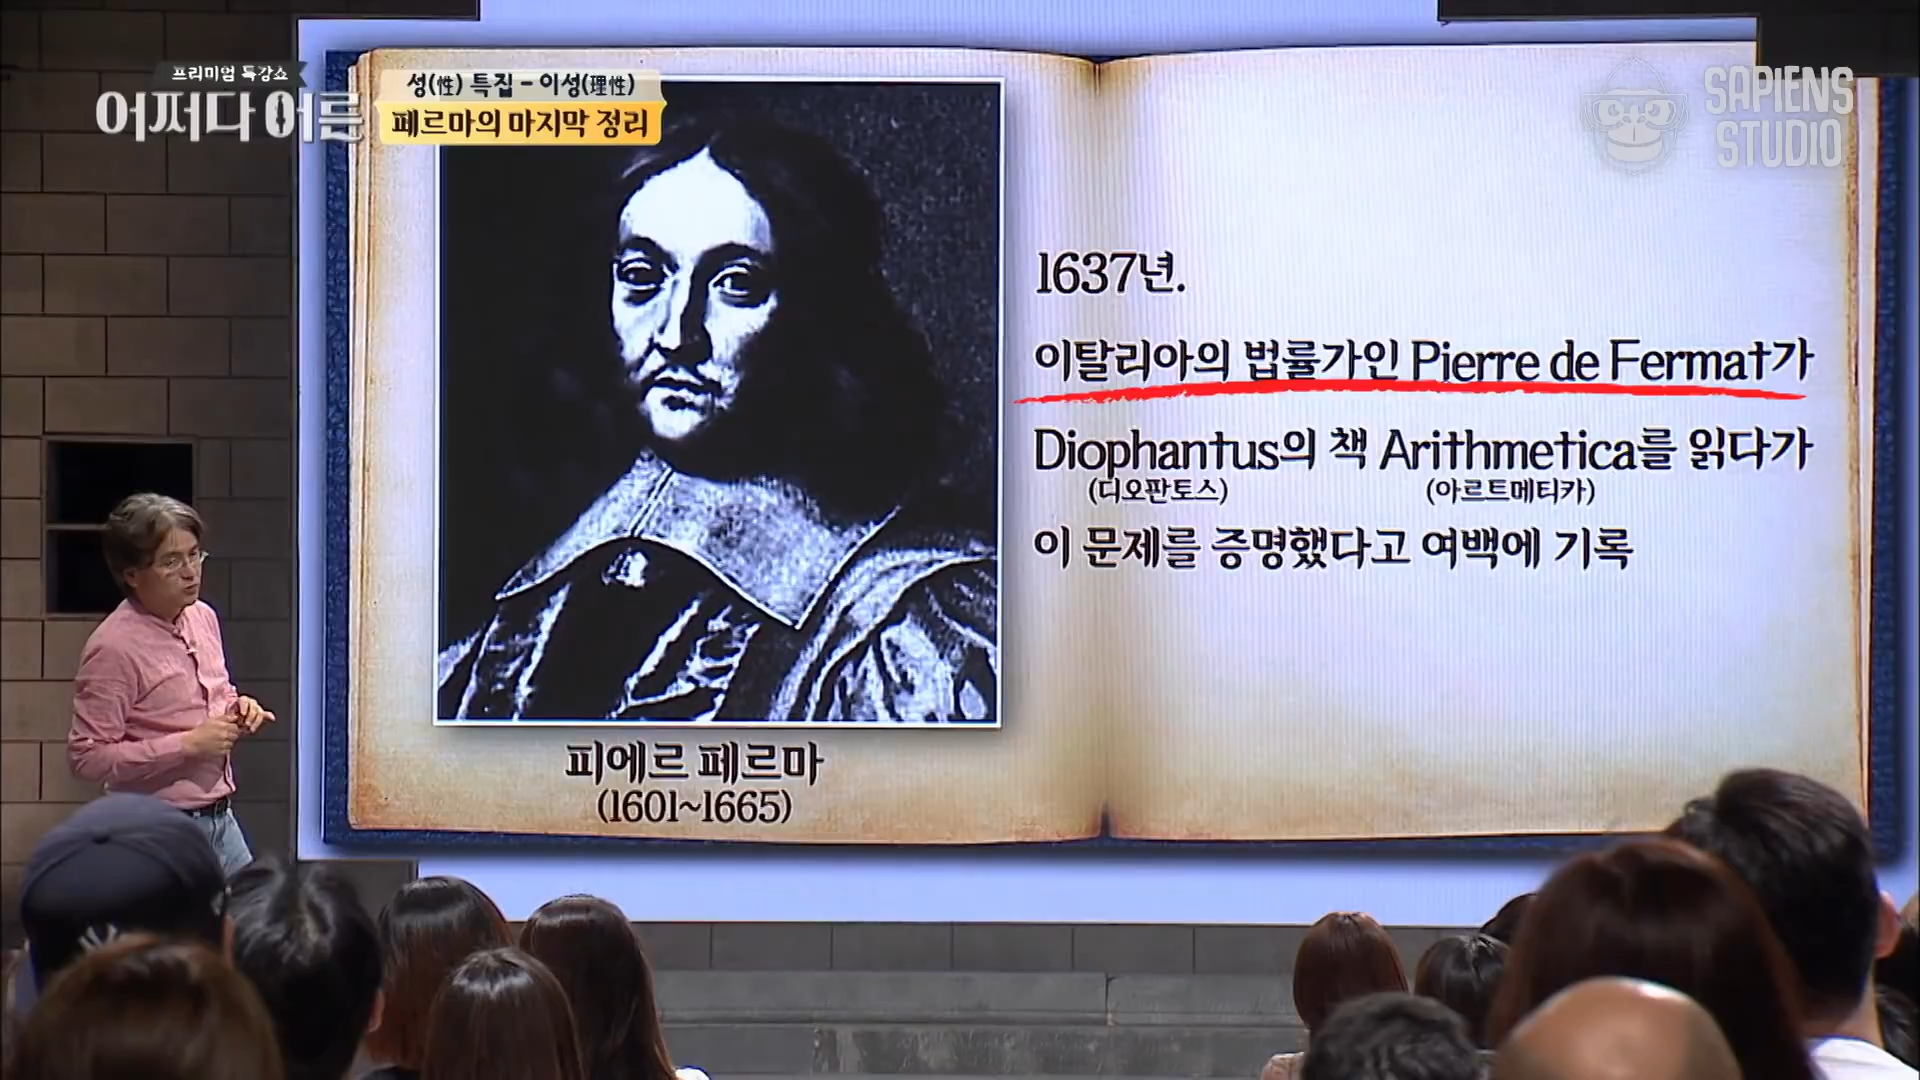 프리미엄 특강쇼
어쩌다 어른
성(性) 특집 - 이성(理性)
페르마의 마지막 정리
SAPIENS
STUDIO
1637년.
이탈리아의 법률가인 Pierre de Fermat가
Diophantus의 책 Arithmetica를 읽다가
(디오판토스) (아르트메티카)
이 문제를 증명했다고 여백에 기록
피에르 페르마
(1601~1665)
NY